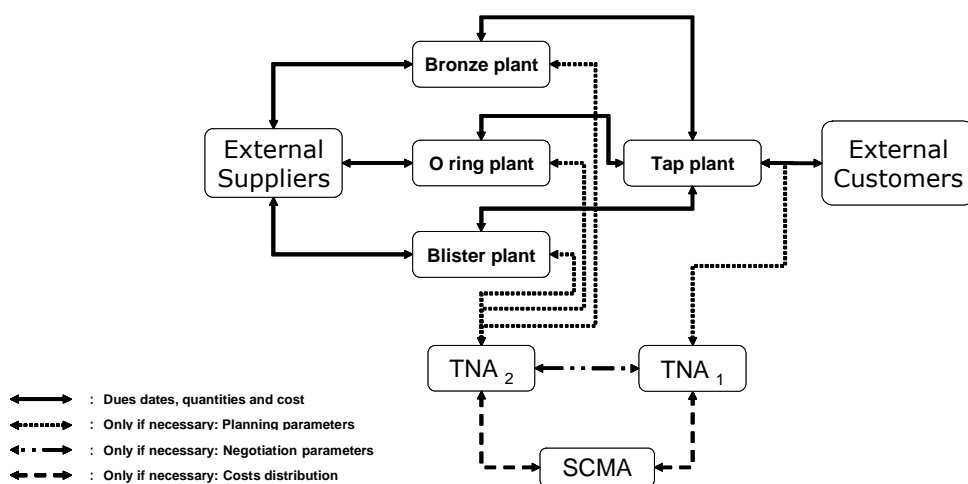 Bronze plant
External
Suppliers
O ring plant
Tap plant
External
Customers
Blister plant
TNA 2
TNA 1
: Dues dates, quantities and cost
: Only if necessary: Planning parameters
: Only if necessary: Negotiation parameters
: Only if necessary: Costs distribution
SCMA